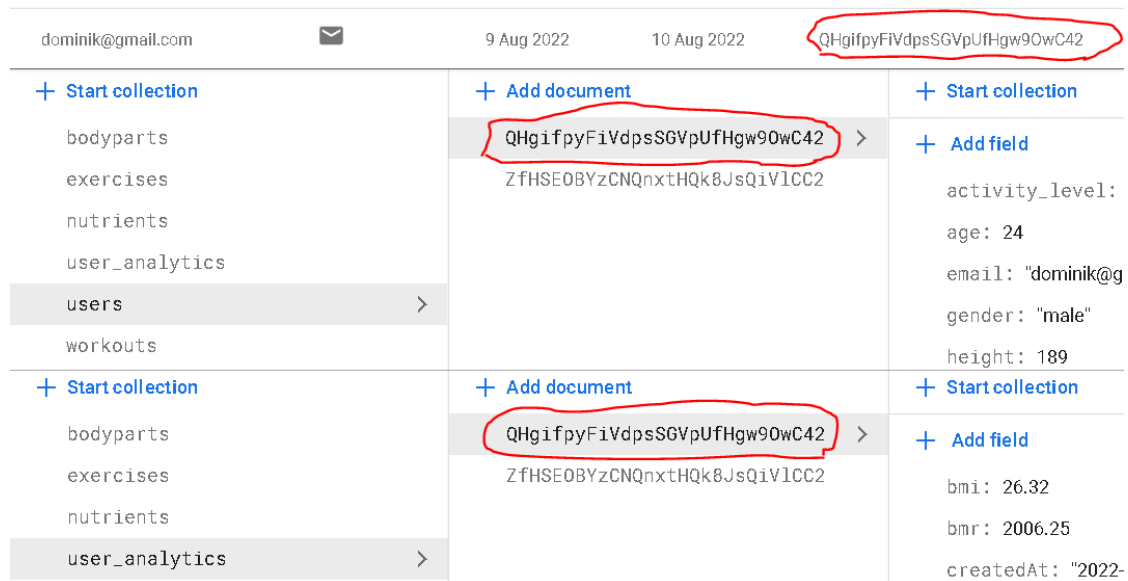 dominik@gmail.com 9 Aug 2022 10 Aug 2022 QHgifpyFiVdpsSGVpUfHgw9OwC42
+ Start collection + Add document + Start collection
bodyparts QHgifpyFiVdpsSGVpUfHgw9OwC42 > + Add field
exercises ZfHSEOBYzCNQnxtHQk8JsQiVlCC2 activity_level:
nutrients age: 24
user_analytics email: "dominik@g
users > gender: "male"
workouts height: 189
+ Start collection + Add document + Start collection
bodyparts QHgifpyFiVdpsSGVpUfHgw9OwC42 > + Add field
exercises ZfHSEOBYzCNQnxtHQk8JsQiVlCC2 bmi: 26.32
nutrients bmr: 2006.25
user_analytics > createdAt: "2022-